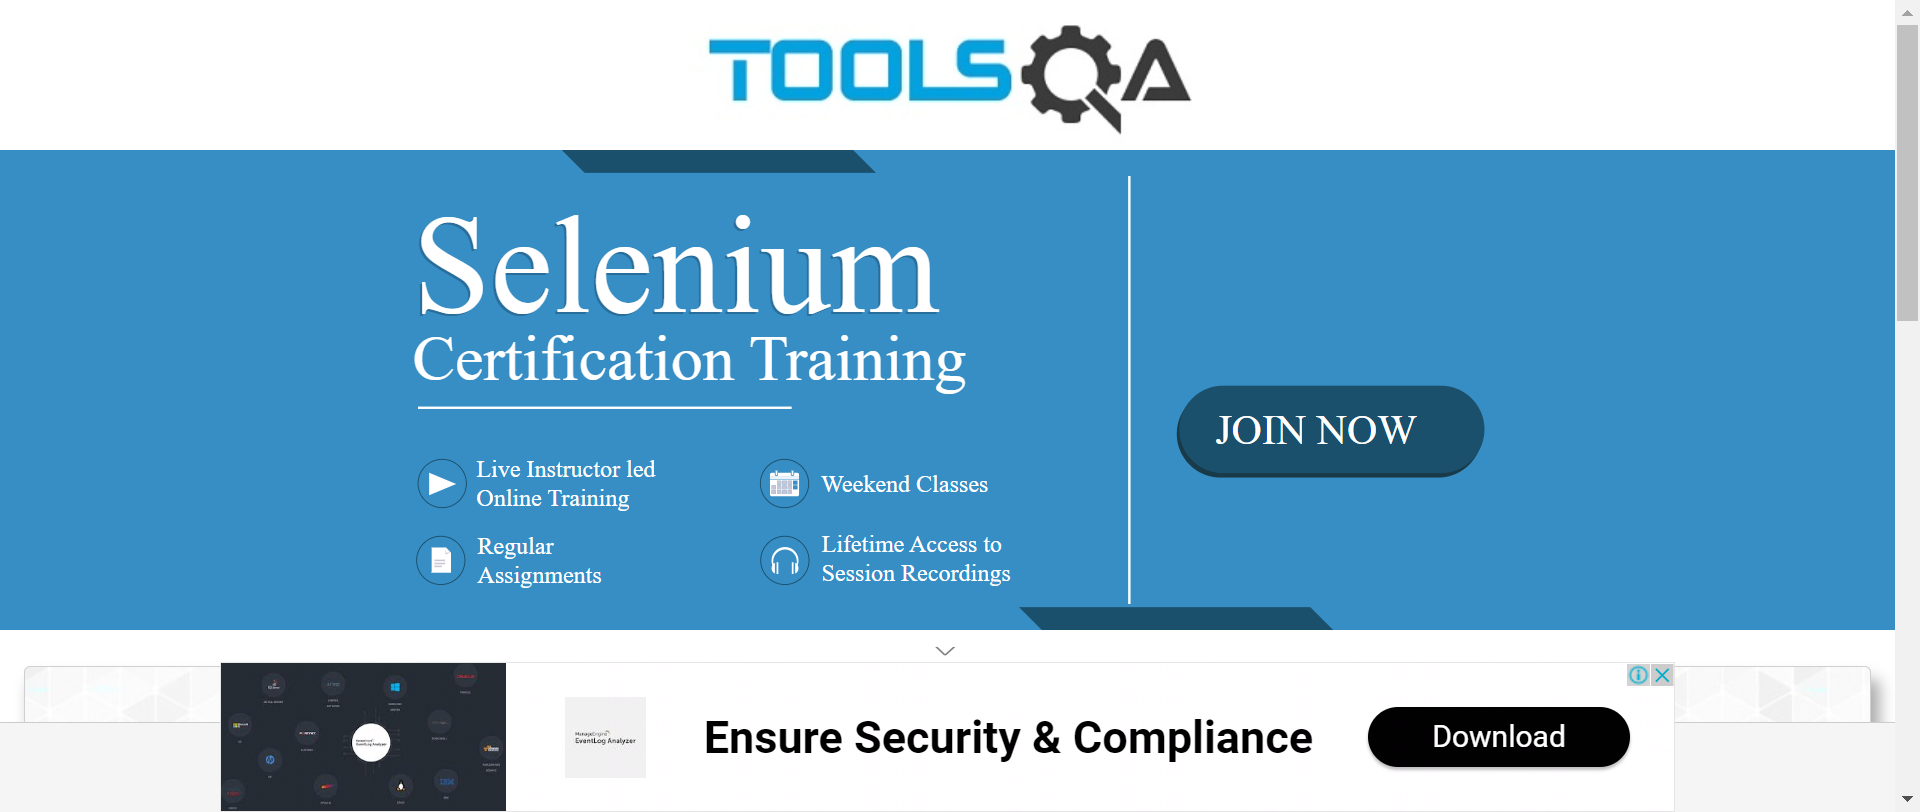 TOOLSQA
Selenium
Certification Training
JOIN NOW
Live Instructor led
Online Training
Weekend Classes
Regular
Assignments
Lifetime Access to
Session Recordings
ManageEngine
EventLog Analyzer
Ensure Security & Compliance
Download